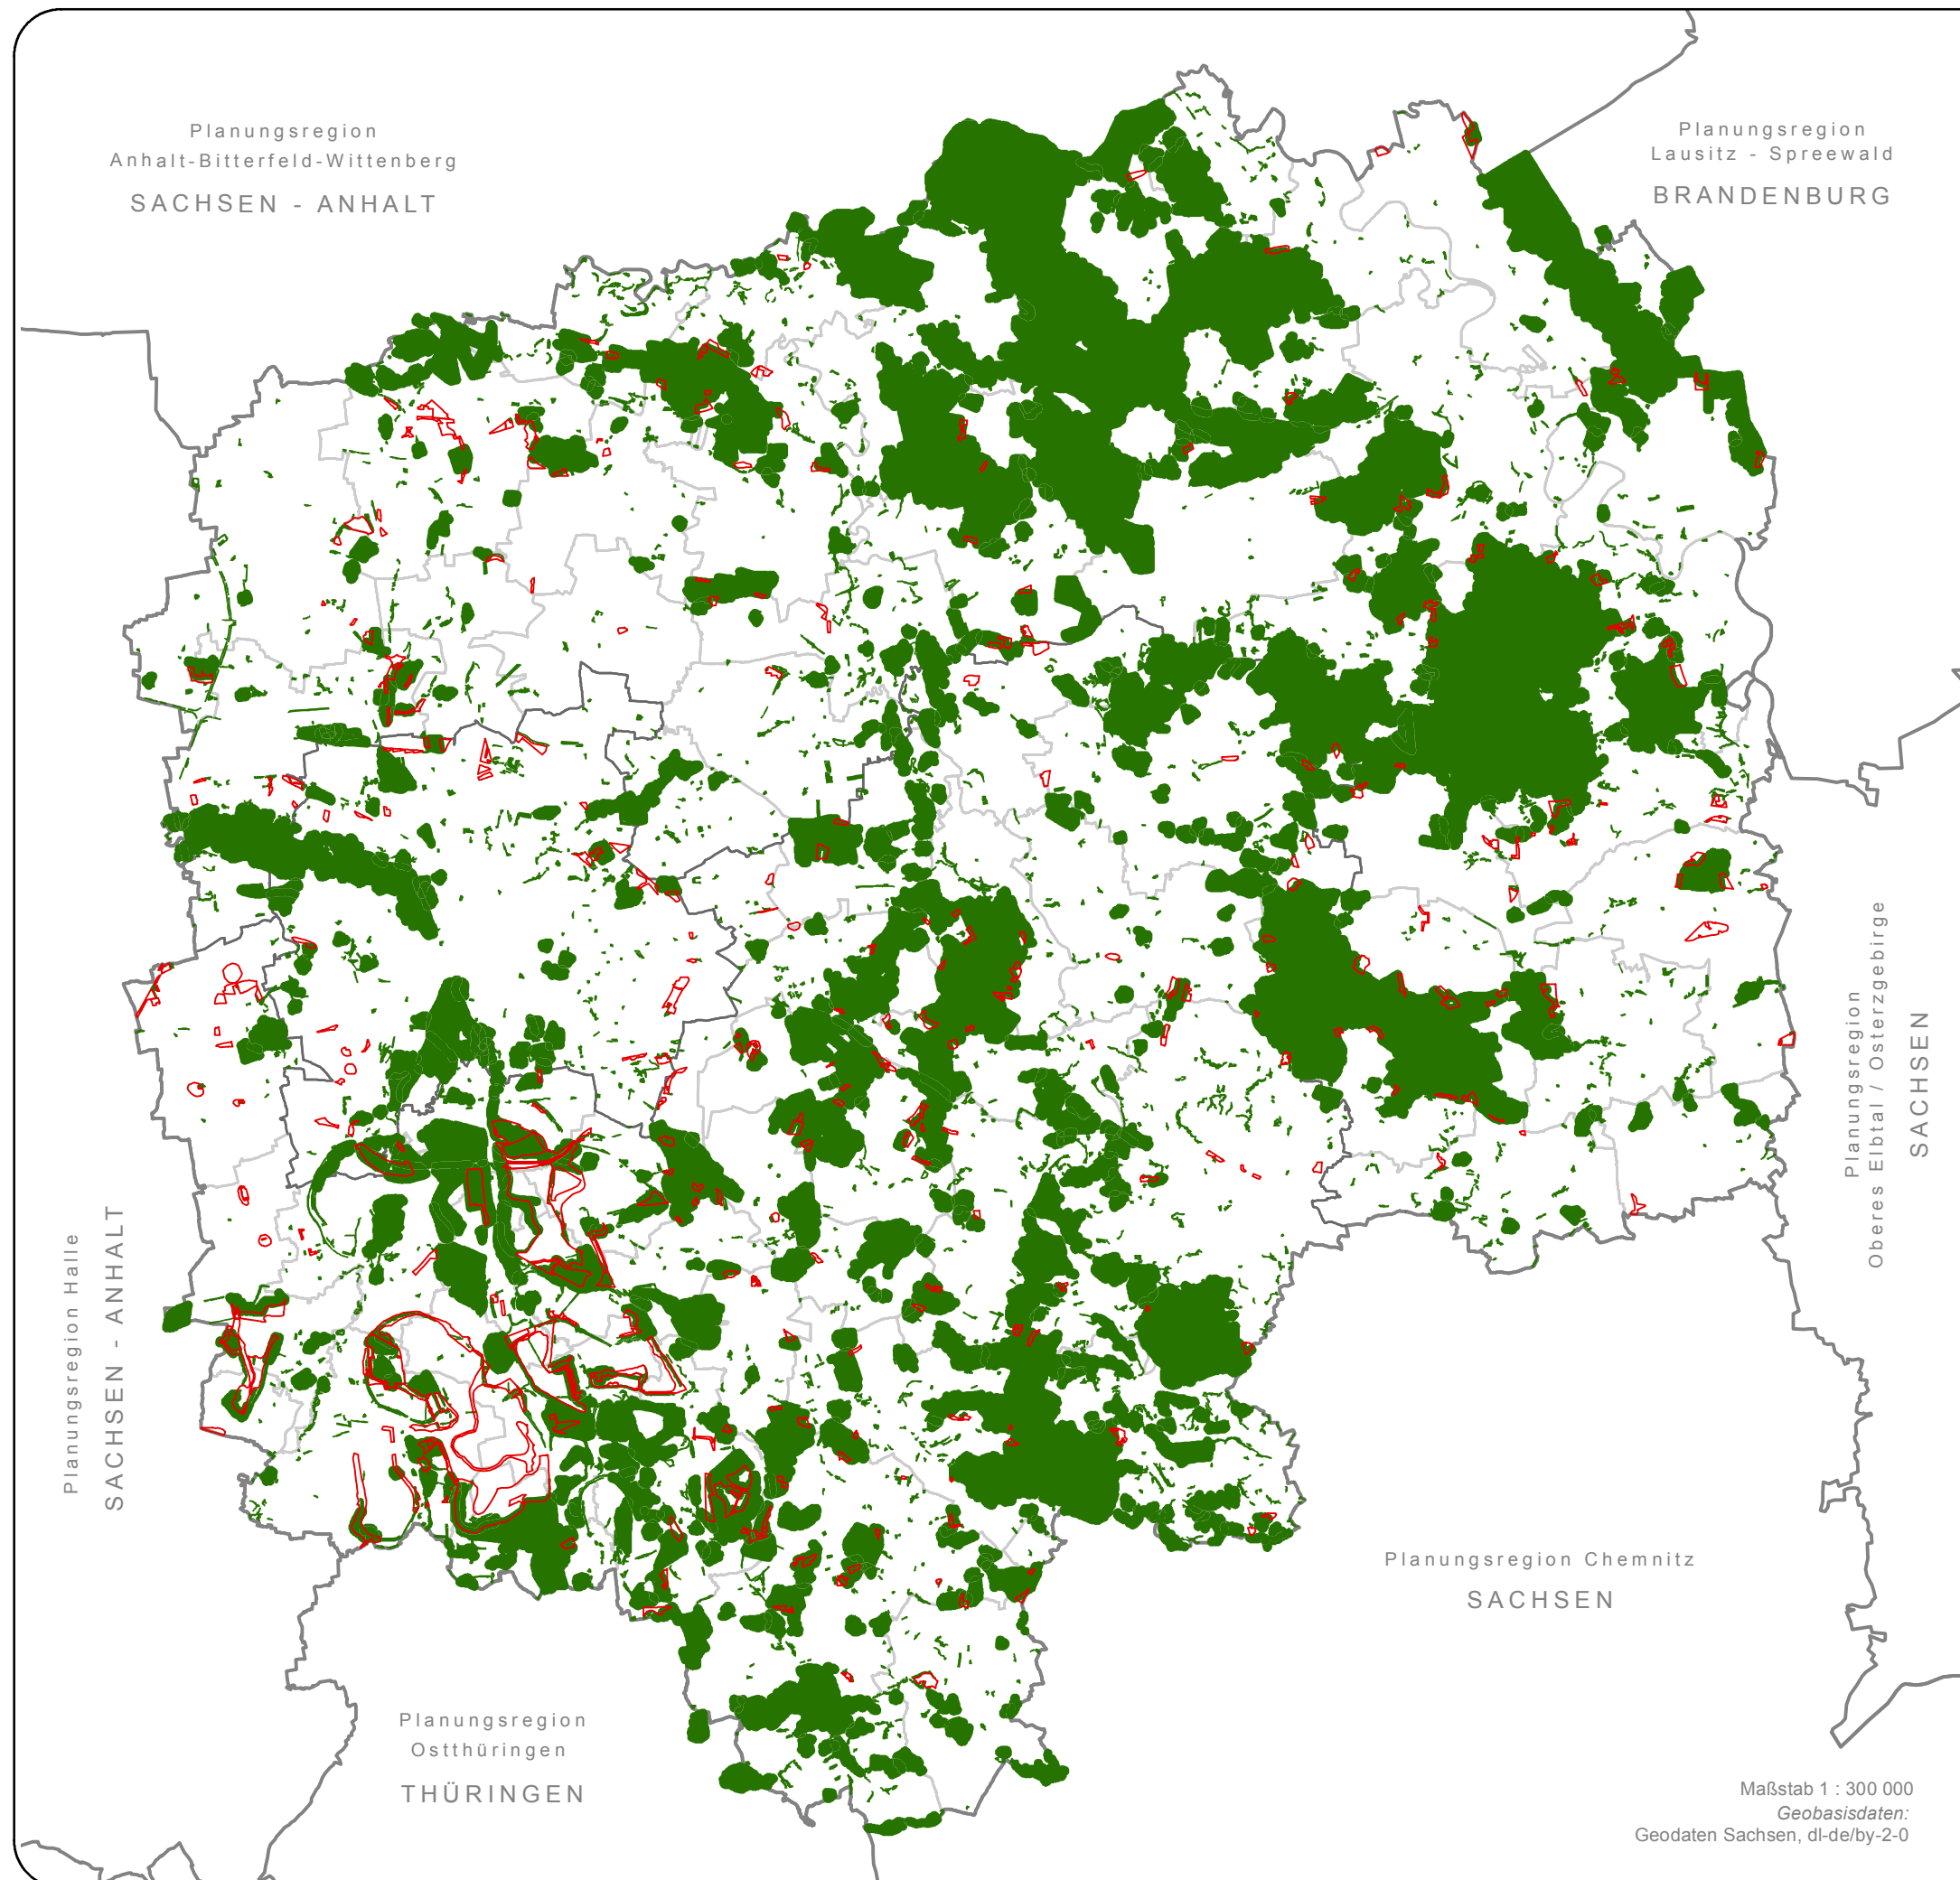 Planungsregion
Anhalt-Bitterfeld-Wittenberg
SACHSEN - ANHALT
Planungsregion
Lausitz - Spreewald
BRANDENBURG
Planungsregion
Oberes Elbtal / Osterzgebirge
SACHSEN
Planungsregion Halle
SACHSEN - ANHALT
Planungsregion Chemnitz
SACHSEN
Planungsregion
Ostthüringen
THÜRINGEN
Maßstab 1 : 300 000
Geobasisdaten:
Geodaten Sachsen, dl-de/by-2-0